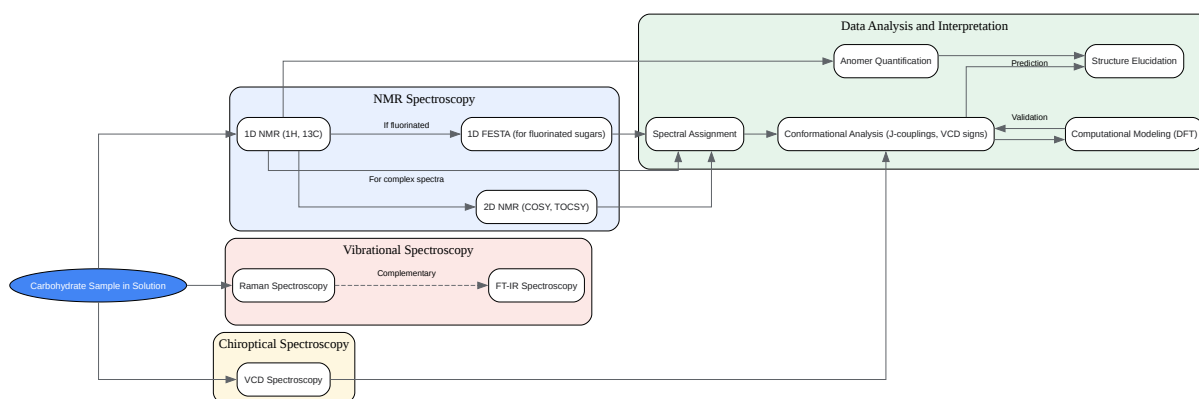 Data Analysis and Interpretation
Anomer Quantification
Structure Elucidation
Prediction
NMR Spectroscopy
1D NMR (1H, 13C)
If fluorinated
1D FESTA (for fluorinated sugars)
Spectral Assignment
Conformational Analysis (J-couplings, VCD signs)
Validation
Computational Modeling (DFT)
For complex spectra
2D NMR (COSY, TOCSY)
Vibrational Spectroscopy
Carbohydrate Sample in Solution
Raman Spectroscopy
Complementary
FT-IR Spectroscopy
Chiroptical Spectroscopy
VCD Spectroscopy